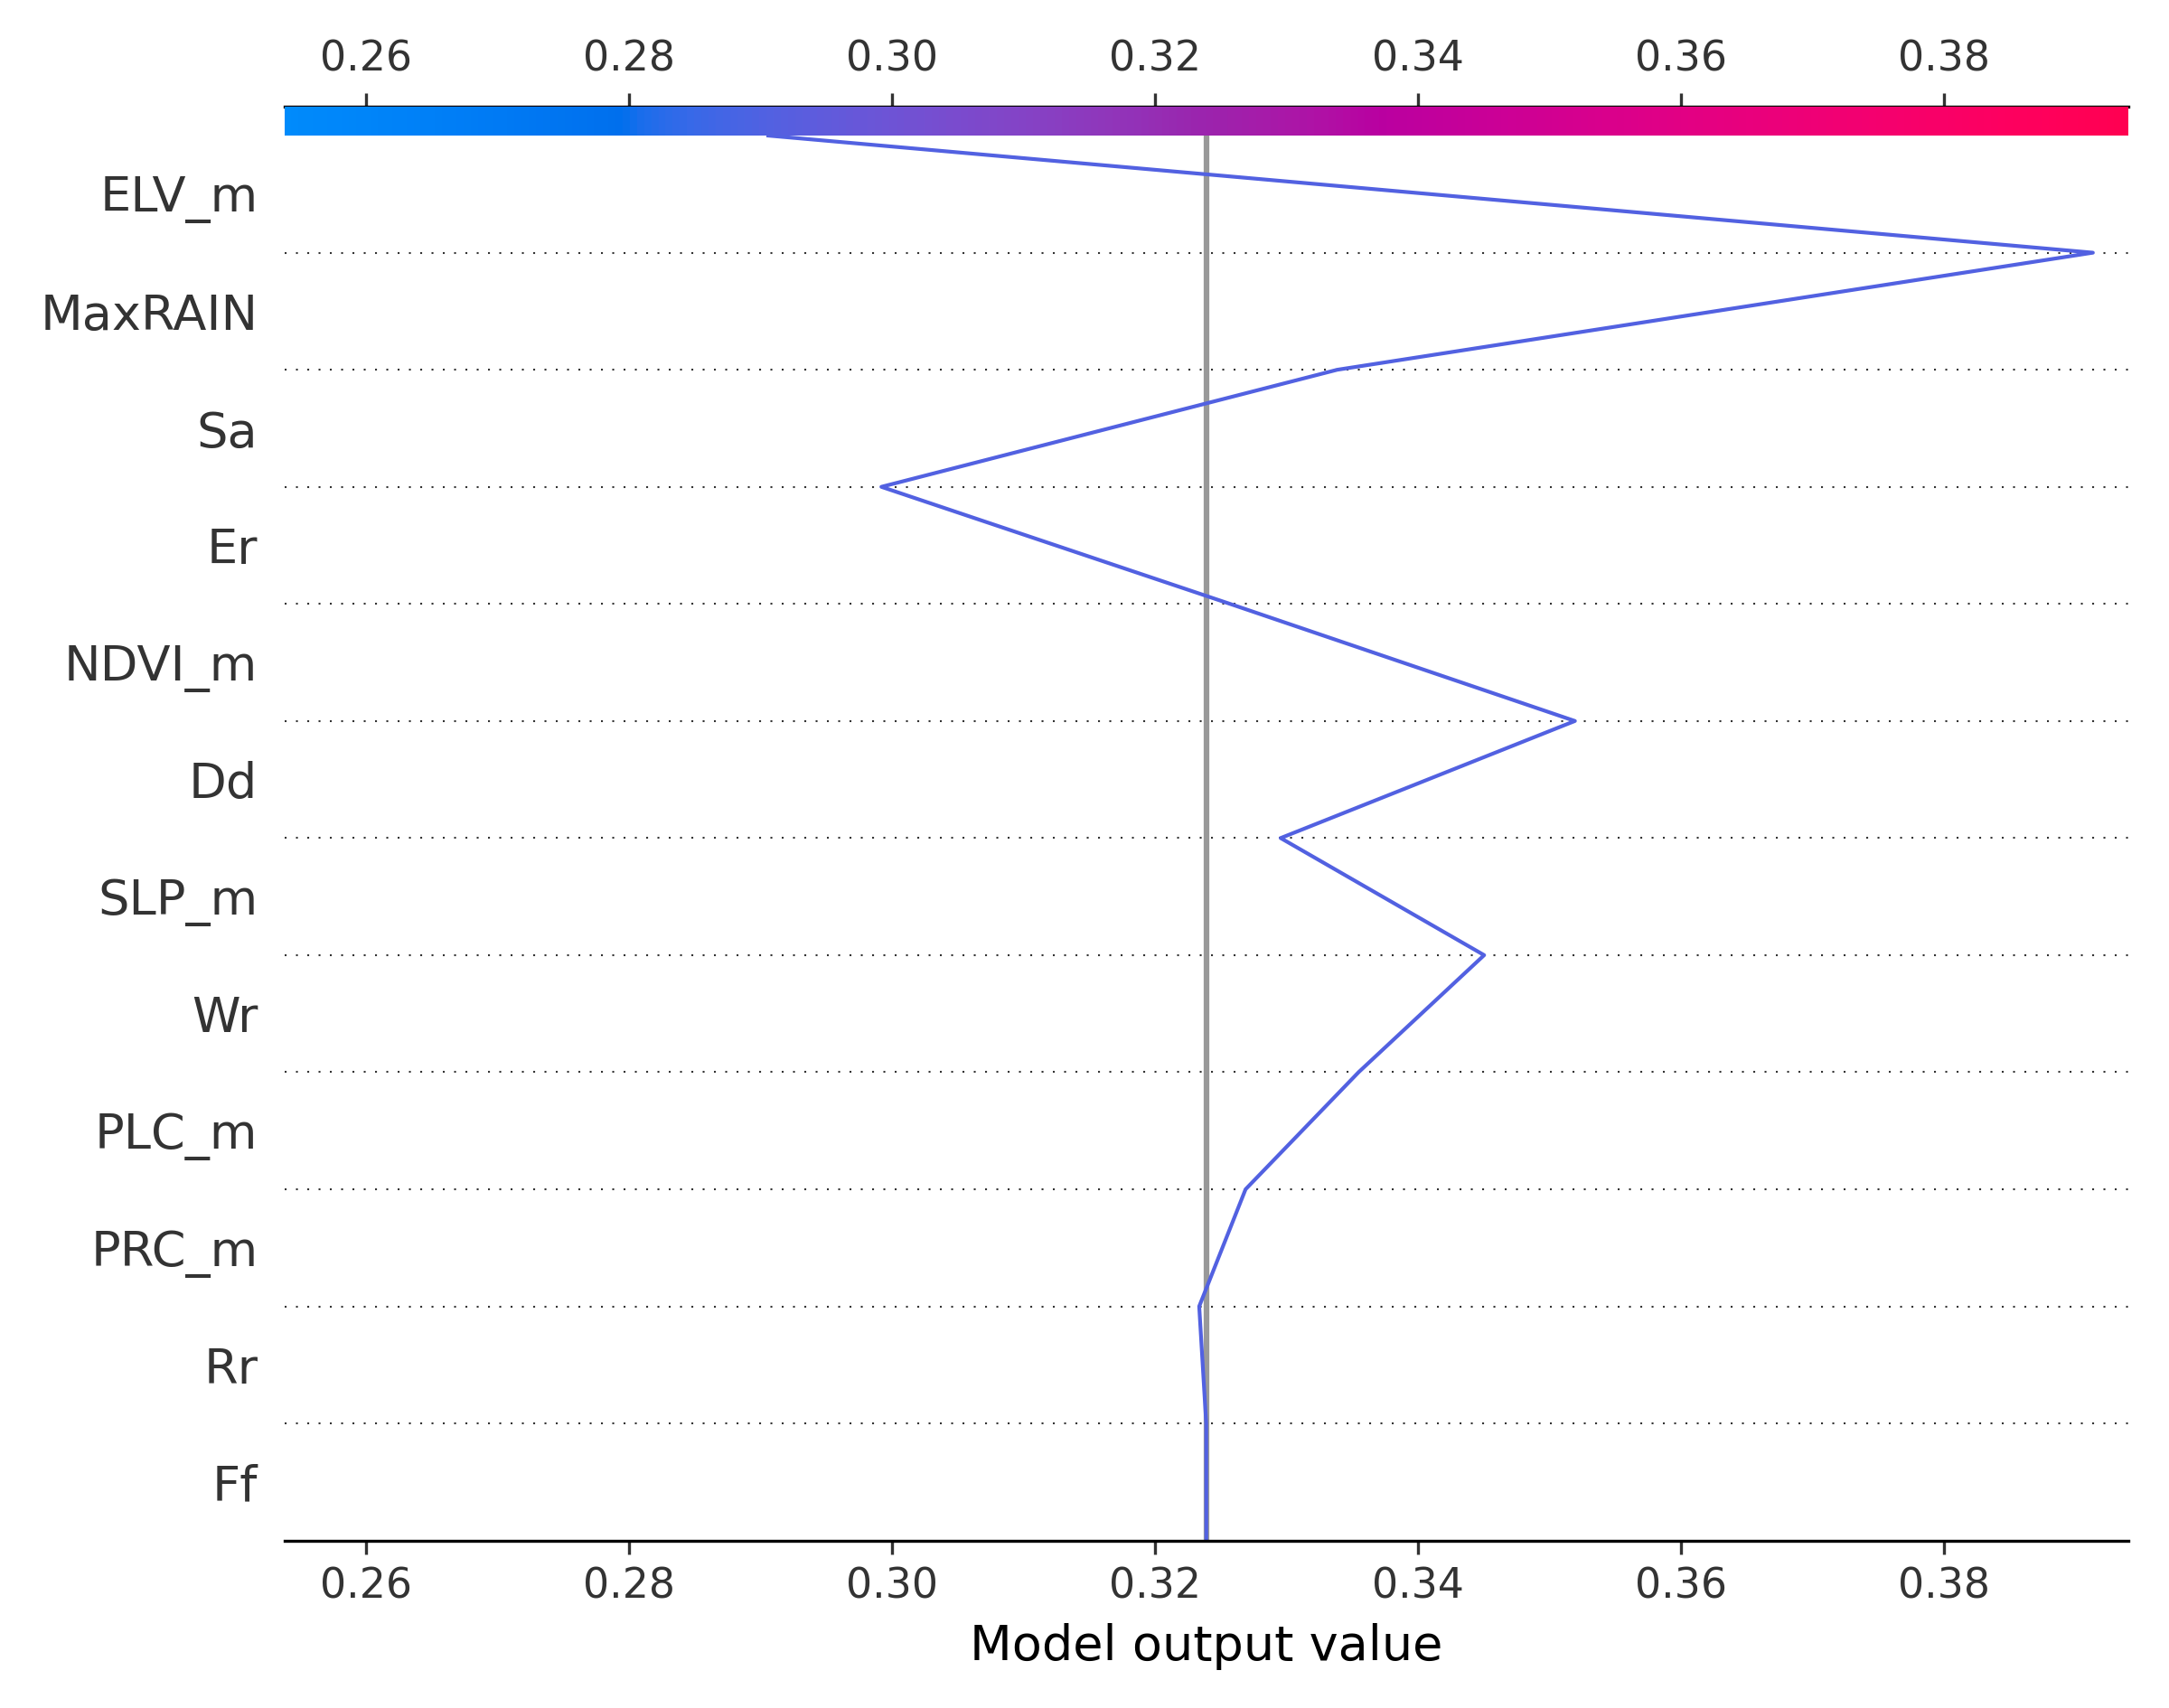 0.26 0.28 0.30 0.32 0.34 0.36 0.38
ELV_m
MaxRAIN
Sa
Er
NDVI_m
Dd
SLP_m
Wr
PLC_m
PRC_m
Rr
Ff
0.26 0.28 0.30 0.32 0.34 0.36 0.38
Model output value